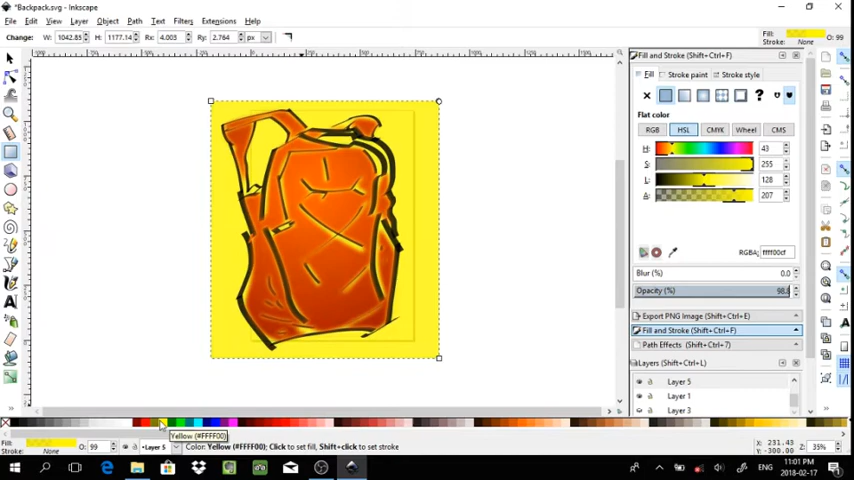 *Backpack.svg - Inkscape
File Edit View Layer Object Path Text Filters Extensions Help
Change: W: 1042.85 H: 1177.14 Rx: 4.003 Ry: 2.764 px
Fill:
Stroke: None O: 99
Fill and Stroke (Shift+Ctrl+F)
Fill Stroke paint Stroke style
Flat color
RGB HSL CMYK Wheel CMS
H: 43
S: 255
L: 128
A: 207
RGBA: ffff00cf
Blur (%) 0.0
Opacity (%) 98.8
Export PNG Image (Shift+Ctrl+E)
Fill and Stroke (Shift+Ctrl+F)
Path Effects (Shift+Ctrl+7)
Layers (Shift+Ctrl+L)
Layer 5
Layer 1
Layer 3
Yellow (#FFFF00)
Fill:
Stroke: None O: 99 Layer 5 Color: Yellow (#FFFF00); Click to set fill, Shift+click to set stroke
X: 231.43
Y: -300.00
Z: 35%
ENG
11:01 PM
2018-02-17